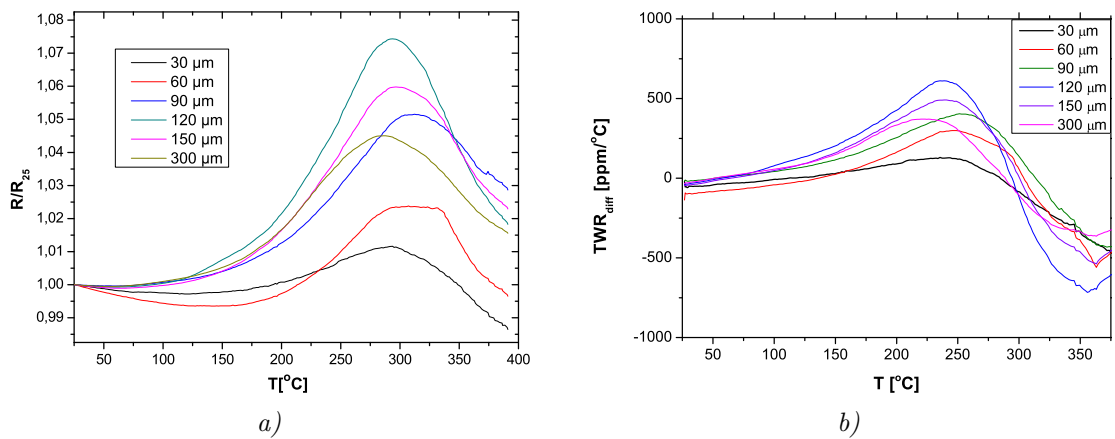 1,08
1,07
1,06
1,05
1,04
1,03
1,02
1,01
1,00
0,99
R/R25
30 µm
60 µm
90 µm
120 µm
150 µm
300 µm
50 100 150 200 250 300 350 400
T[°C]
a)
1000
500
0
-500
-1000
TWRdiff [ppm/°C]
30 µm
60 µm
90 µm
120 µm
150 µm
300 µm
50 100 150 200 250 300 350
T [°C]
b)